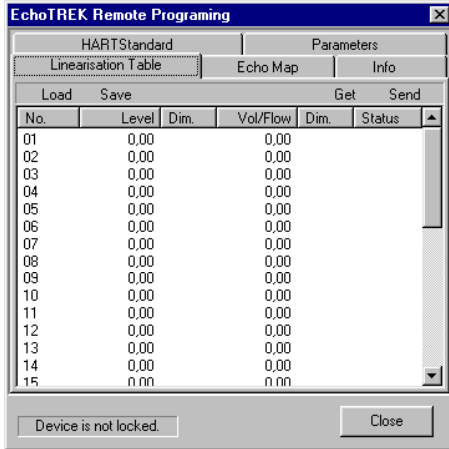 EchoTREK Remote Programing
HARTStandard Parameters
Linearisation Table Echo Map Info
Load Save Get Send
No. Level Dim. Vol/Flow Dim. Status
01 0,00 0,00
02 0,00 0,00
03 0,00 0,00
04 0,00 0,00
05 0,00 0,00
06 0,00 0,00
07 0,00 0,00
08 0,00 0,00
09 0,00 0,00
10 0,00 0,00
11 0,00 0,00
12 0,00 0,00
13 0,00 0,00
14 0,00 0,00
15 0,00 0,00
Device is not locked. Close